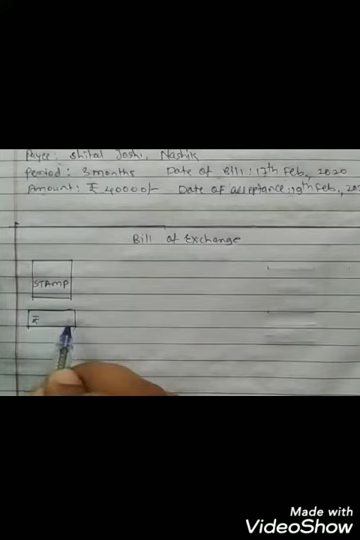 Payee: Shital Joshi, Nashik
Period: 3 months Date of Bill: 17th Feb., 2020
Amount: ₹ 40000/- Date of acceptance: 19th Feb., 20
Bill of Exchange
STAMP
₹
Made with
VideoShow